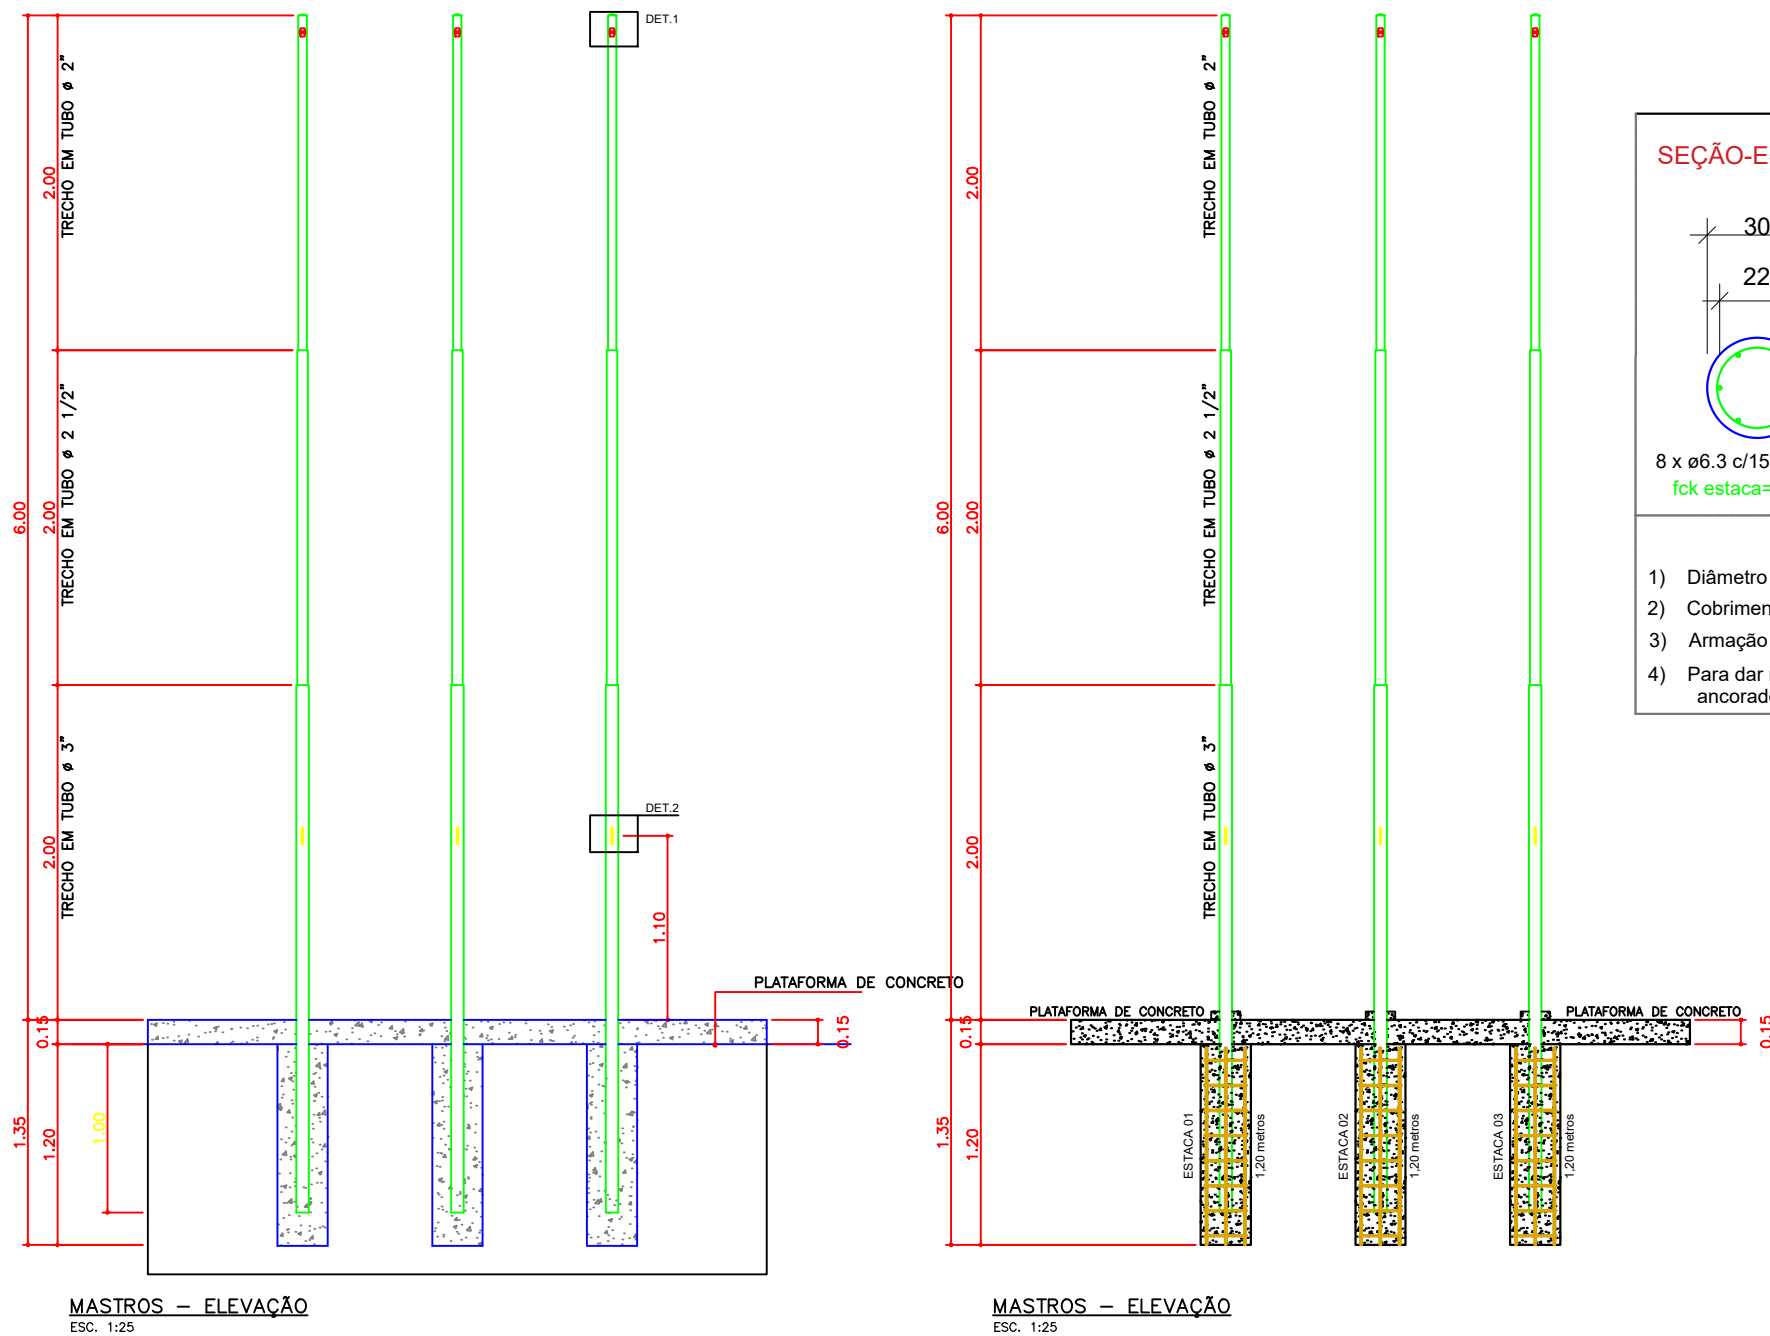 DET.1
TRECHO EM TUBO ø 2"
2.00
TRECHO EM TUBO ø 2 1/2"
2.00
6.00
TRECHO EM TUBO ø 3"
2.00
DET.2
1.10
PLATAFORMA DE CONCRETO
0.15
0.15
1.35
1.20
1.00
MASTROS – ELEVAÇÃO
ESC. 1:25
TRECHO EM TUBO ø 2"
2.00
TRECHO EM TUBO ø 2 1/2"
2.00
6.00
TRECHO EM TUBO ø 3"
2.00
PLATAFORMA DE CONCRETO
PLATAFORMA DE CONCRETO
0.15
0.15
1.35
1.20
ESTACA 01
1,20 metros
ESTACA 02
1,20 metros
ESTACA 03
1,20 metros
MASTROS – ELEVAÇÃO
ESC. 1:25
SEÇÃO-E
30
22
8 x ø6.3 c/15
fck estaca=
1) Diâmetro
2) Cobrimen
3) Armação
4) Para dar
ancorad